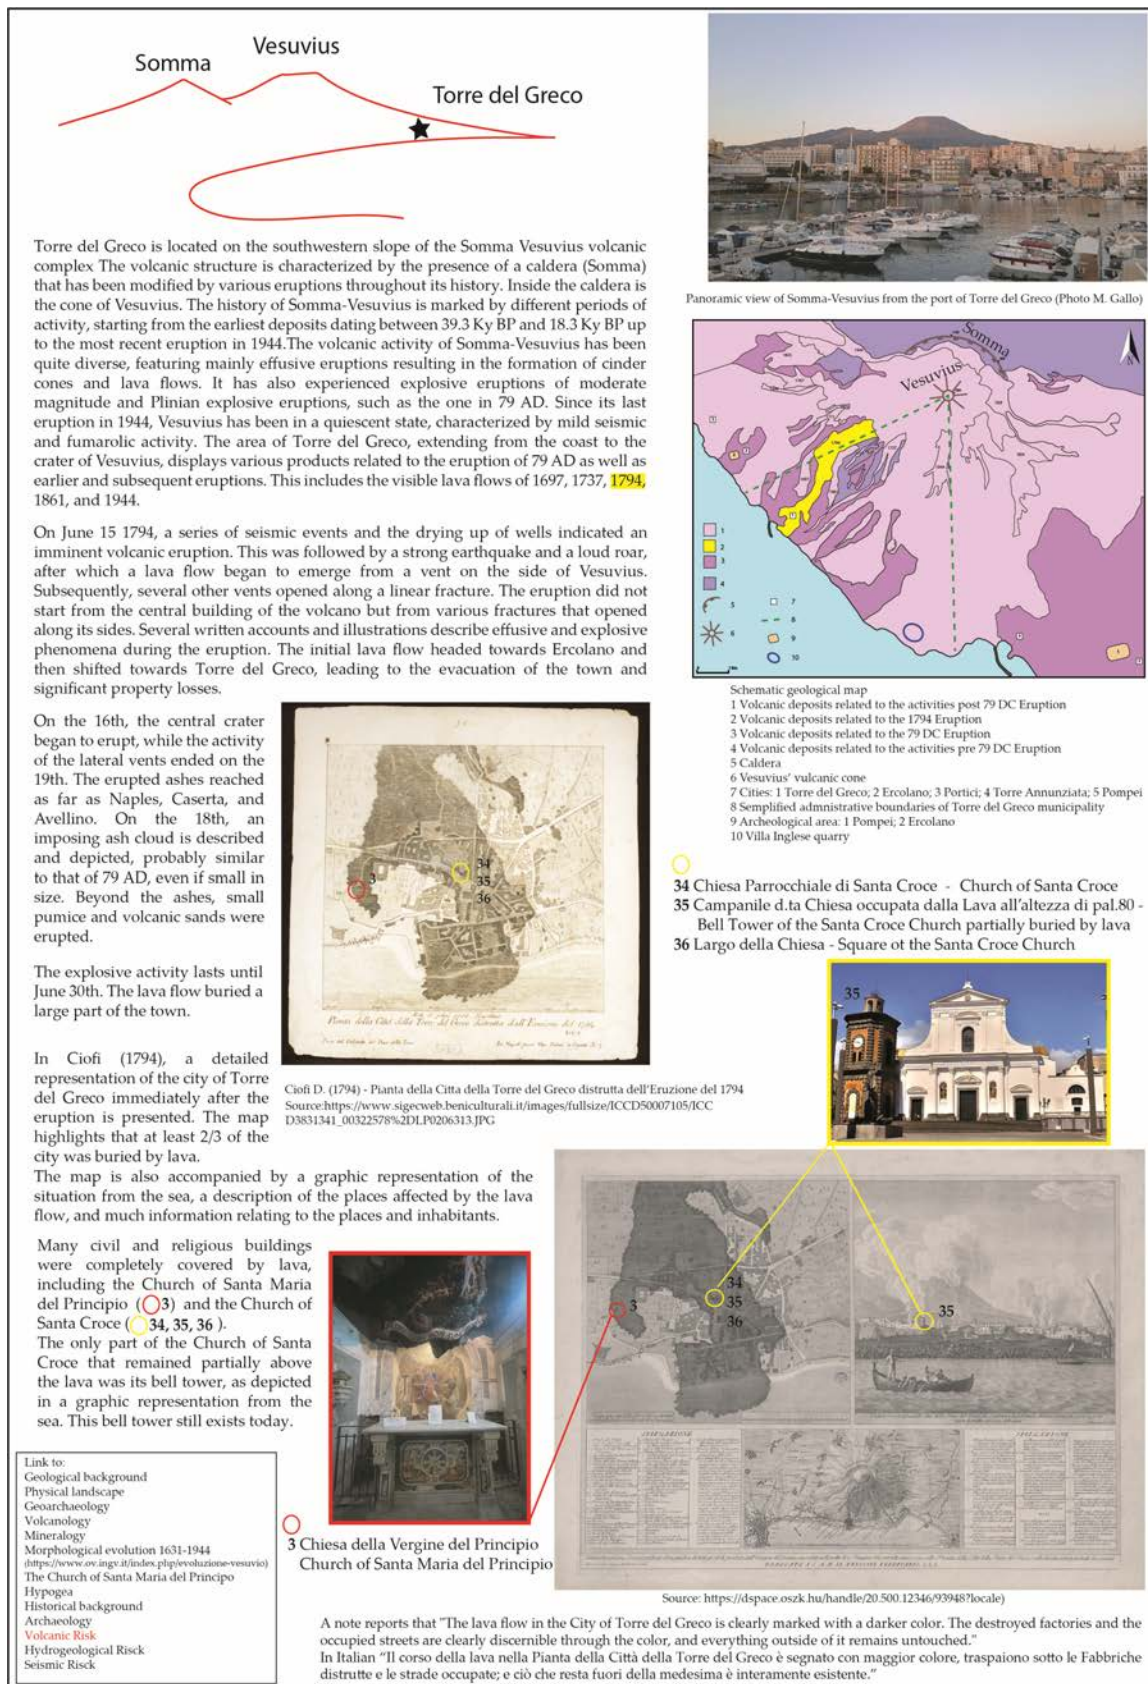 Somma
Vesuvius
Torre del Greco
Torre del Greco is located on the southwestern slope of the Somma Vesuvius volcanic
complex The volcanic structure is characterized by the presence of a caldera (Somma)
that has been modified by various eruptions throughout its history. Inside the caldera is
the cone of Vesuvius. The history of Somma-Vesuvius is marked by different periods of
activity, starting from the earliest deposits dating between 39.3 Ky BP and 18.3 Ky BP up
to the most recent eruption in 1944.The volcanic activity of Somma-Vesuvius has been
quite diverse, featuring mainly effusive eruptions resulting in the formation of cinder
cones and lava flows. It has also experienced explosive eruptions of moderate
magnitude and Plinian explosive eruptions, such as the one in 79 AD. Since its last
eruption in 1944, Vesuvius has been in a quiescent state, characterized by mild seismic
and fumarolic activity. The area of Torre del Greco, extending from the coast to the
crater of Vesuvius, displays various products related to the eruption of 79 AD as well as
earlier and subsequent eruptions. This includes the visible lava flows of 1697, 1737, 1794,
1861, and 1944.
On June 15 1794, a series of seismic events and the drying up of wells indicated an
imminent volcanic eruption. This was followed by a strong earthquake and a loud roar,
after which a lava flow began to emerge from a vent on the side of Vesuvius.
Subsequently, several other vents opened along a linear fracture. The eruption did not
start from the central building of the volcano but from various fractures that opened
along its sides. Several written accounts and illustrations describe effusive and explosive
phenomena during the eruption. The initial lava flow headed towards Ercolano and
then shifted towards Torre del Greco, leading to the evacuation of the town and
significant property losses.
Panoramic view of Somma-Vesuvius from the port of Torre del Greco (Photo M. Gallo)
Somma
Vesuvius
N
1
2
3
4
5
6
7
8
9
10
Schematic geological map
1 Volcanic deposits related to the activities post 79 DC Eruption
2 Volcanic deposits related to the 1794 Eruption
3 Volcanic deposits related to the 79 DC Eruption
4 Volcanic deposits related to the activities pre 79 DC Eruption
5 Caldera
6 Vesuvius' vulcanic cone
7 Cities: 1 Torre del Greco; 2 Ercolano; 3 Portici; 4 Torre Annunziata; 5 Pompei
8 Semplified admnistrative boundaries of Torre del Greco municipality
9 Archeological area: 1 Pompei; 2 Ercolano
10 Villa Inglese quarry
On the 16th, the central crater
began to erupt, while the activity
of the lateral vents ended on the
19th. The erupted ashes reached
as far as Naples, Caserta, and
Avellino. On the 18th, an
imposing ash cloud is described
and depicted, probably similar
to that of 79 AD, even if small in
size. Beyond the ashes, small
pumice and volcanic sands were
erupted.
The explosive activity lasts until
June 30th. The lava flow buried a
large part of the town.
3
34
35
36
Pianta della Città della Torre del Greco distrutta dall'Eruzione del 1794
Ciofi D. (1794) - Pianta della Citta della Torre del Greco distrutta dell'Eruzione del 1794
Source:https://www.sigecweb.beniculturali.it/images/fullsize/ICCD50007105/ICC
D3831341_00322578%2DLP0206313.JPG
34 Chiesa Parrocchiale di Santa Croce - Church of Santa Croce
35 Campanile d.ta Chiesa occupata dalla Lava all'altezza di pal.80 -
Bell Tower of the Santa Croce Church partially buried by lava
36 Largo della Chiesa - Square ot the Santa Croce Church
35
In Ciofi (1794), a detailed
representation of the city of Torre
del Greco immediately after the
eruption is presented. The map
highlights that at least 2/3 of the
city was buried by lava.
The map is also accompanied by a graphic representation of the
situation from the sea, a description of the places affected by the lava
flow, and much information relating to the places and inhabitants.
Many civil and religious buildings
were completely covered by lava,
including the Church of Santa Maria
del Principio (3) and the Church of
Santa Croce (34, 35, 36 ).
The only part of the Church of Santa
Croce that remained partially above
the lava was its bell tower, as depicted
in a graphic representation from the
sea. This bell tower still exists today.
3
34
35
36
35
3 Chiesa della Vergine del Principio
Church of Santa Maria del Principio
Link to:
Geological background
Physical landscape
Geoarchaeology
Volcanology
Mineralogy
Morphological evolution 1631-1944
(https://www.ov.ingv.it/index.php/evoluzione-vesuvio)
The Church of Santa Maria del Principo
Hypogea
Historical background
Archaeology
Volcanic Risk
Hydrogeological Risck
Seismic Risck
Source: https://dspace.oszk.hu/handle/20.500.12346/93948?locale)
A note reports that "The lava flow in the City of Torre del Greco is clearly marked with a darker color. The destroyed factories and the
occupied streets are clearly discernible through the color, and everything outside of it remains untouched."
In Italian “Il corso della lava nella Pianta della Città della Torre del Greco è segnato con maggior colore, traspaiono sotto le Fabbriche
distrutte e le strade occupate; e ciò che resta fuori della medesima è interamente esistente.”